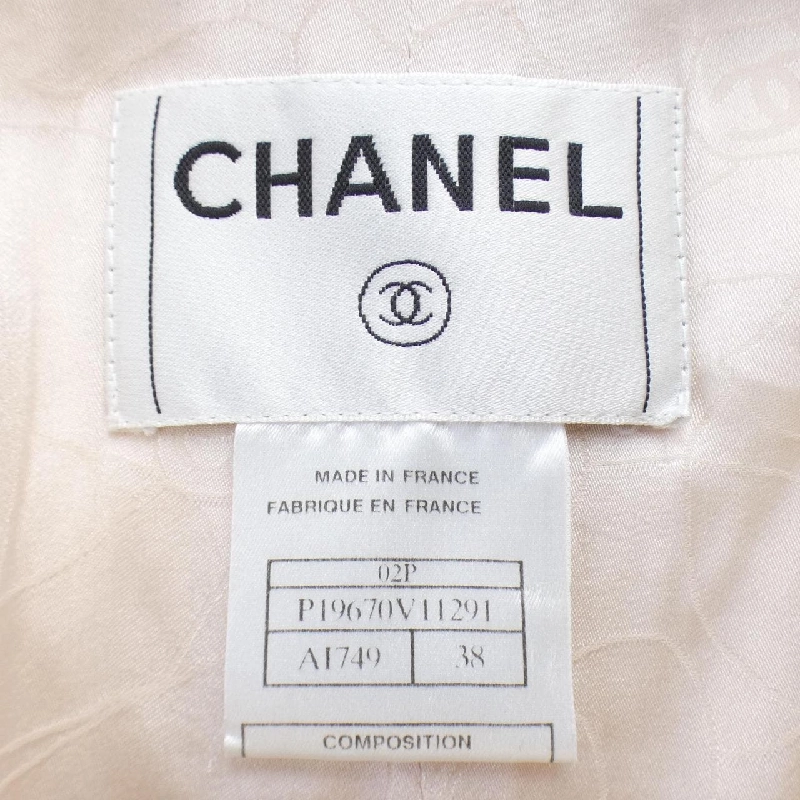 CHANEL
MADE IN FRANCE
FABRIQUE EN FRANCE
02P
P19670V11291
A1749 38
COMPOSITION